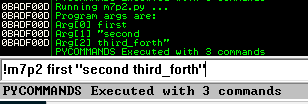 0BADF00D Running m7p2.py ...
0BADF00D Program args are:
0BADF00D Arg[0] first
0BADF00D Arg[1] "second
0BADF00D Arg[2] third_forth"
PYCOMMANDS Executed with 3 commands
!m7p2 first "second third_forth"
PYCOMMANDS Executed with 3 commands